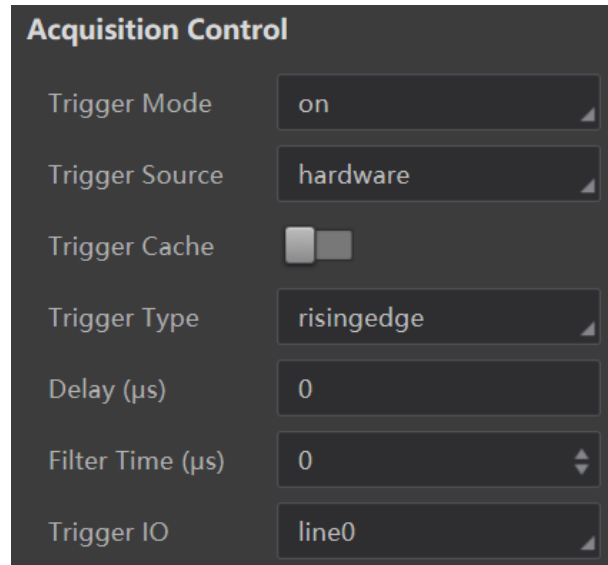 Acquisition Control
Trigger Mode on
Trigger Source hardware
Trigger Cache
Trigger Type risingedge
Delay (μs) 0
Filter Time (μs) 0
Trigger IO line0